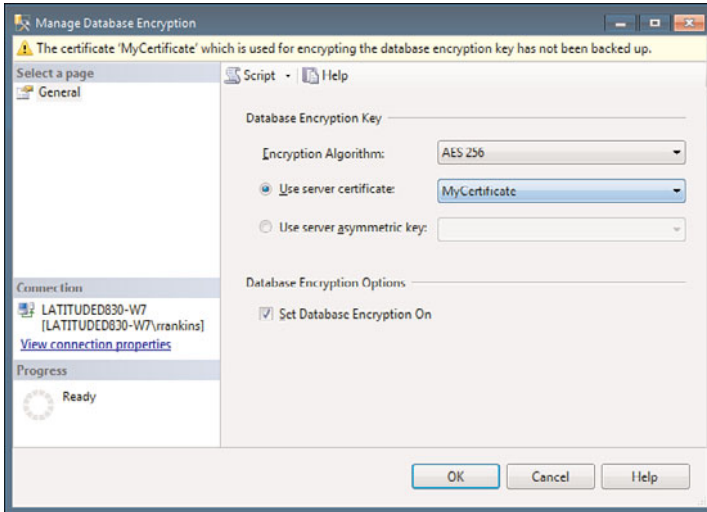 Manage Database Encryption
The certificate 'MyCertificate' which is used for encrypting the database encryption key has not been backed up.
Select a page
General
Script Help
Database Encryption Key
Encryption Algorithm: AES 256
Use server certificate: MyCertificate
Use server asymmetric key:
Connection
LATITUDED830-W7
[LATITUDED830-W7\rrankins]
View connection properties
Database Encryption Options
Set Database Encryption On
Progress
Ready
OK Cancel Help